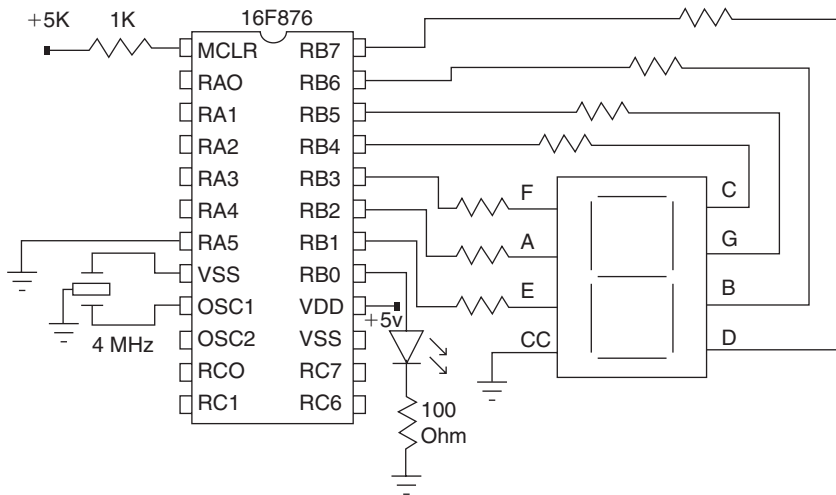 16F876
+5K 1K
MCLR RB7
RAO RB6
RA1 RB5
RA2 RB4
RA3 RB3 F C
RA4 RB2 A G
RA5 RB1 E B
VSS RB0
OSC1 VDD +5v
OSC2 VSS CC D
4 MHz
RCO RC7
RC1 RC6
100
Ohm